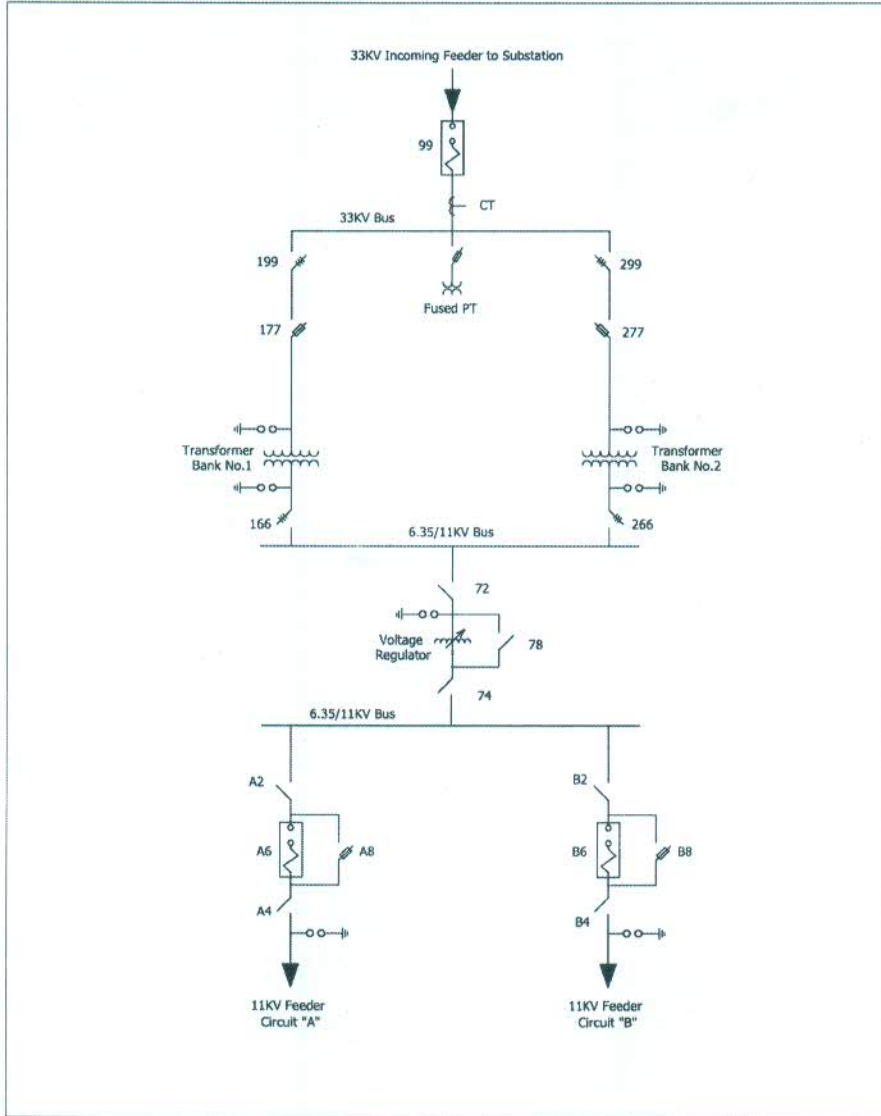 33KV Incoming Feeder to Substation
99
CT
33KV Bus
199
299
Fused PT
177
277
Transformer
Bank No.1
Transformer
Bank No.2
166
266
6.35/11KV Bus
72
Voltage
Regulator
78
74
6.35/11KV Bus
A2
B2
A6
A8
B6
B8
A4
B4
11KV Feeder
Circuit "A"
11KV Feeder
Circuit "B"